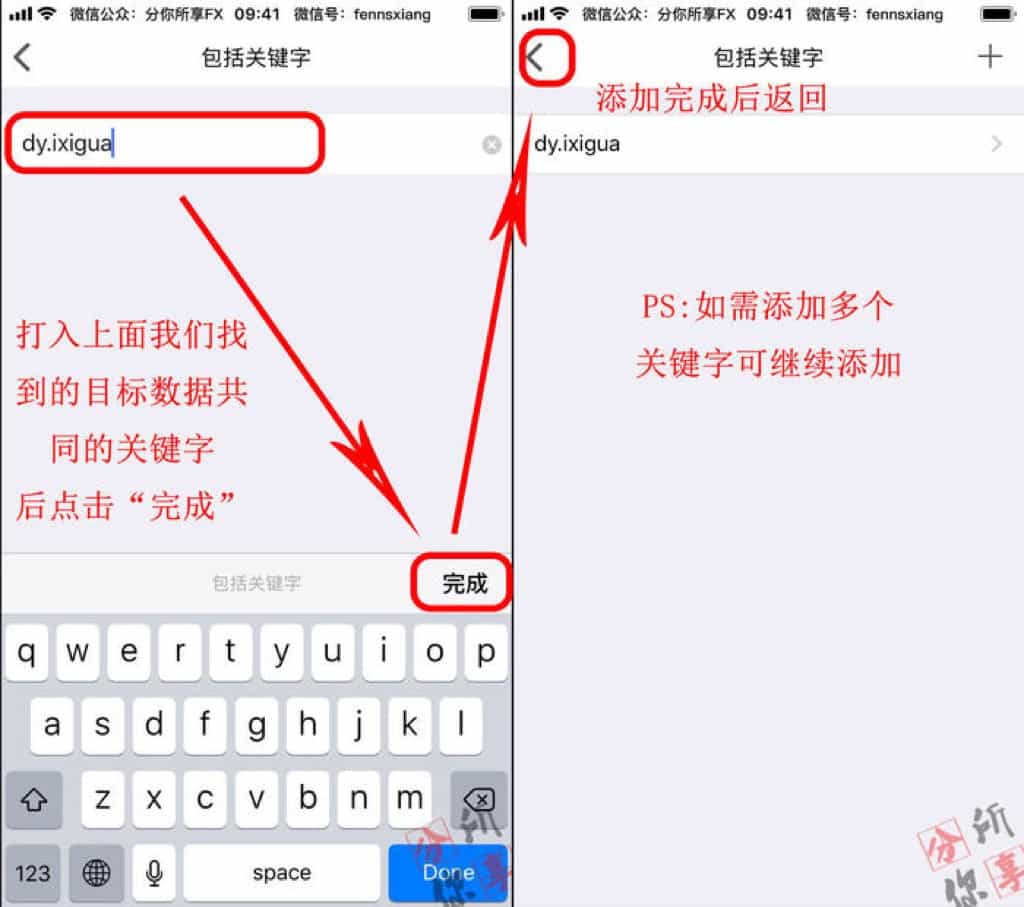 微信公众：分你所享FX 09:41 微信号：fennsxiang
包括关键字
dy.ixigua
打入上面我们找
到的目标数据共
同的关键字
后点击“完成”
包括关键字
完成
q w e r t y u i o p
a s d f g h j k l
z x c v b n m
123 space Done
分所
你享
微信公众：分你所享FX 09:41 微信号：fennsxiang
包括关键字
添加完成后返回
dy.ixigua
PS:如需添加多个
关键字可继续添加
分所
你享